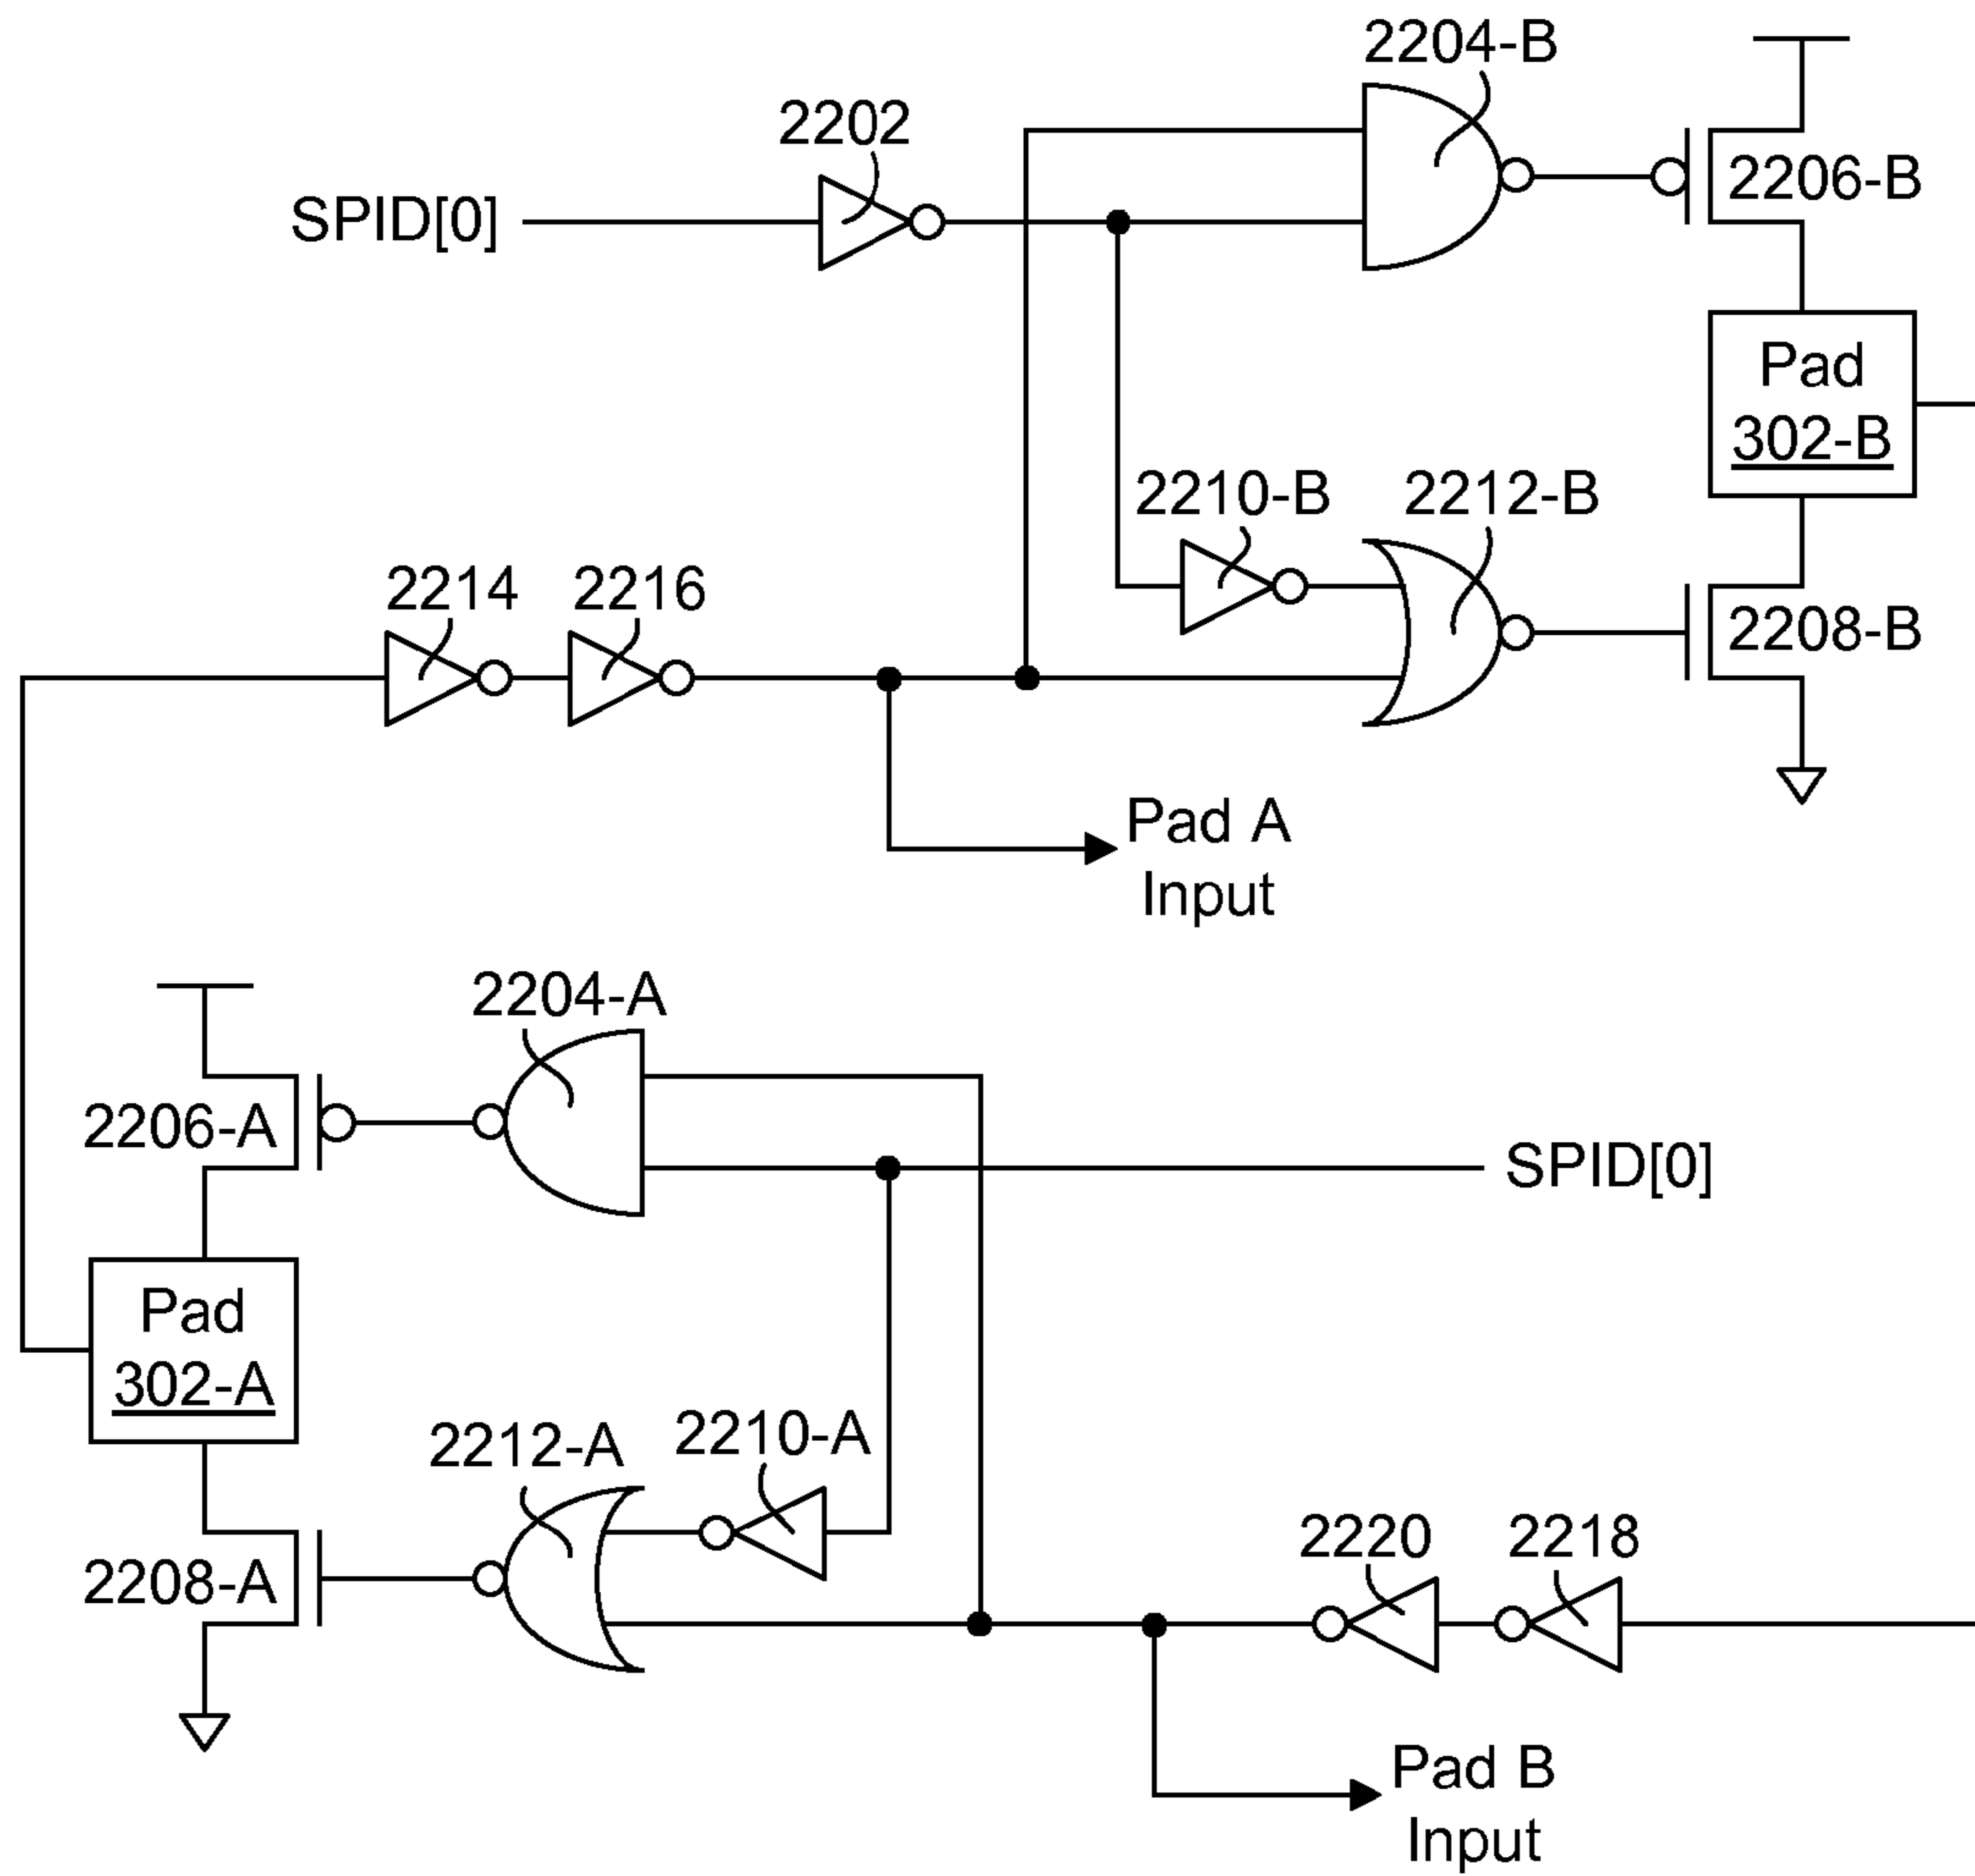 2204-B
2202
2206-B
SPID[0]
Pad
302-B
2210-B
2212-B
2214
2216
2208-B
Pad A
Input
2204-A
2206-A
SPID[0]
Pad
302-A
2212-A
2210-A
2220
2218
2208-A
Pad B
Input